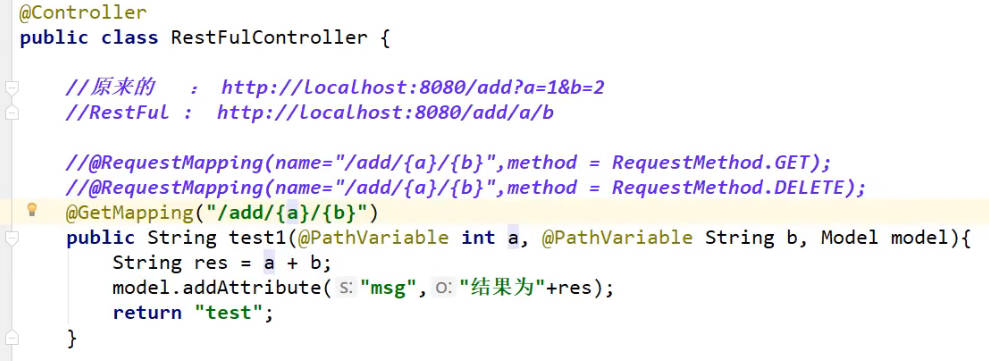 @Controller
public class RestFulController {
//原来的 : http://localhost:8080/add?a=1&b=2
//RestFul : http://localhost:8080/add/a/b
//@RequestMapping(name="/add/{a}/{b}",method = RequestMethod.GET);
//@RequestMapping(name="/add/{a}/{b}",method = RequestMethod.DELETE);
@GetMapping("/add/{a}/{b}")
public String test1(@PathVariable int a, @PathVariable String b, Model model){
String res = a + b;
model.addAttribute( s: "msg", o: "结果为"+res);
return "test";
}